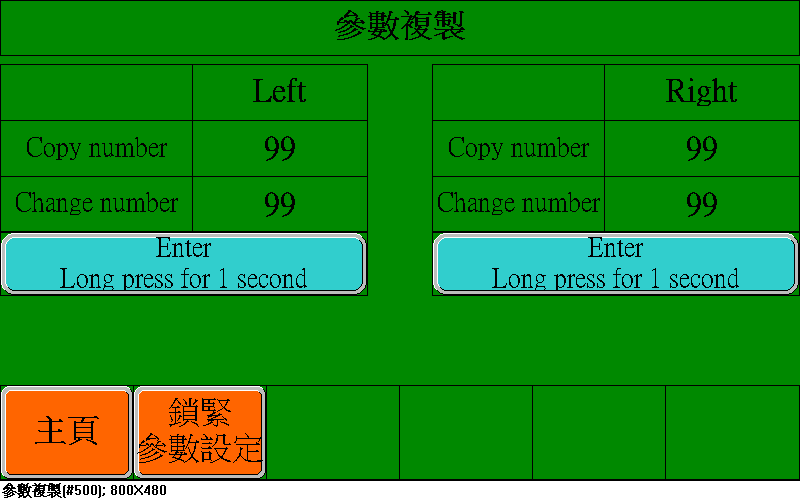 參數複製
Left
Right
Copy number 99
Copy number 99
Change number 99
Change number 99
Enter
Long press for 1 second
Enter
Long press for 1 second
主頁
鎖緊
參數設定
參數複製(#500); 800X480